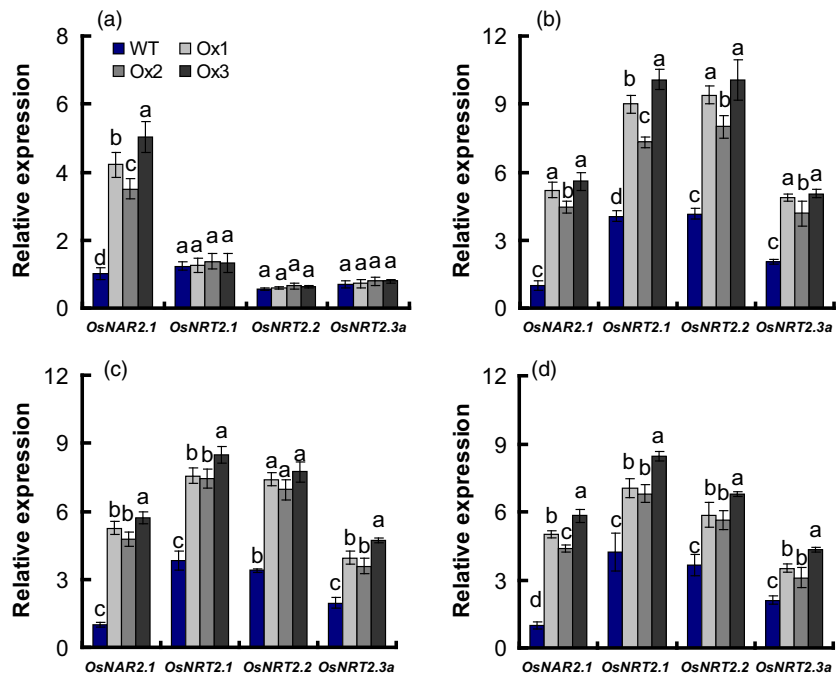 (a)
8
6
4
2
0
Relative expression
WT Ox1
Ox2 Ox3
d b c a
a a a a
a a a a
a a a a
OsNAR2.1 OsNRT2.1 OsNRT2.2 OsNRT2.3a
(b)
12
9
6
3
0
Relative expression
c a b a
d b c a
c a b a
c a b a
OsNAR2.1 OsNRT2.1 OsNRT2.2 OsNRT2.3a
(c)
12
9
6
3
0
Relative expression
c b b a
c b b a
b a a a
c b b a
OsNAR2.1 OsNRT2.1 OsNRT2.2 OsNRT2.3a
(d)
12
9
6
3
0
Relative expression
d b c a
c b b a
c b b a
c b b a
OsNAR2.1 OsNRT2.1 OsNRT2.2 OsNRT2.3a